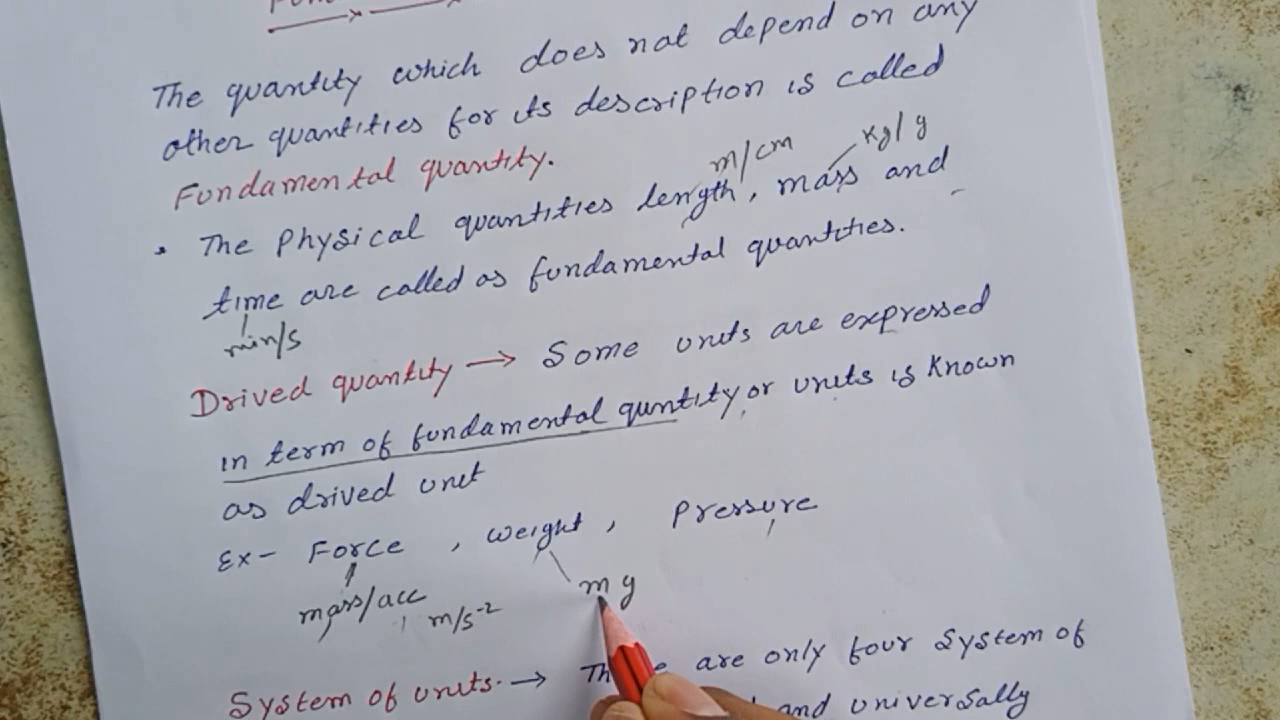 The quantity which does not depend on any
other quantities for its description is called
Fundamental quantity.
m/cm kg/g
• The Physical quantities length, mass and
time are called as fundamental quantities.
min/s
Drived quantity → Some units are expressed
in term of fundamental quntity or units is known
as drived unit
Ex- Force , weight , Pressure
mass/acc m/s-2 mg
System of units. → are only four System of
and universally